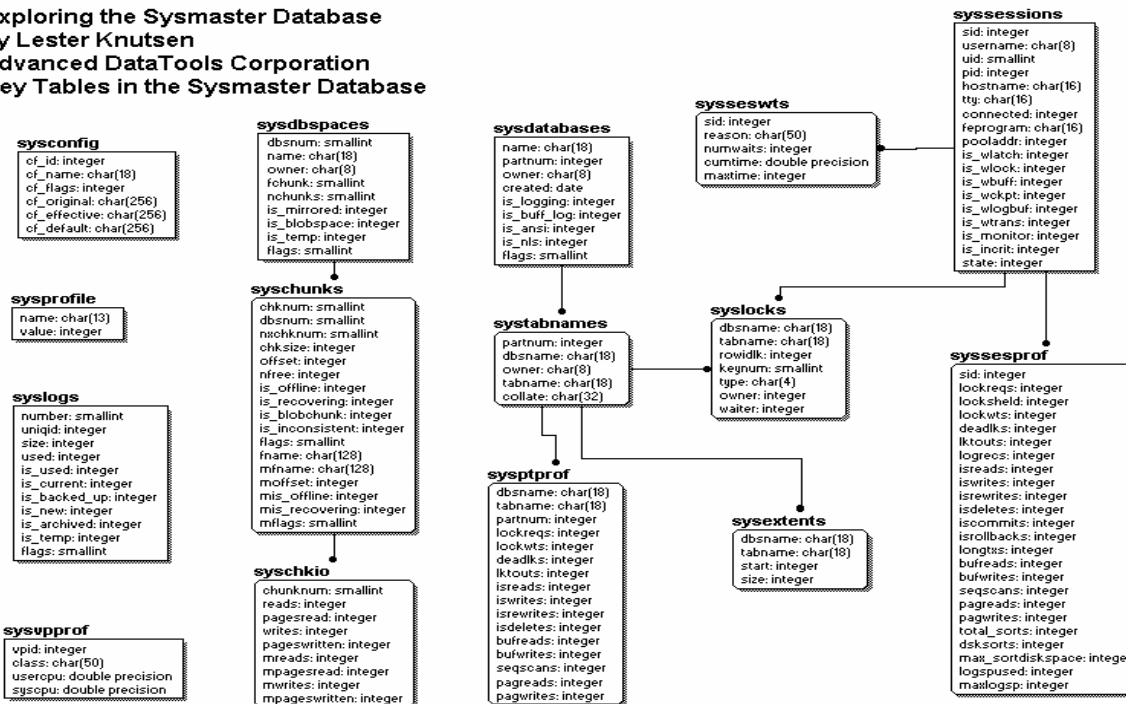 xploring the Sysmaster Database
y Lester Knutsen
dvanced DataTools Corporation
ey Tables in the Sysmaster Database
sysconfig
cf_id: integer
cf_name: char(18)
cf_flags: integer
cf_original: char(256)
cf_effective: char(256)
cf_default: char(256)
sysprofile
name: char(13)
value: integer
syslogs
number: smallint
uniqid: integer
size: integer
used: integer
is_used: integer
is_current: integer
is_backed_up: integer
is_new: integer
is_archived: integer
is_temp: integer
flags: smallint
sysvpprof
vpid: integer
class: char(50)
usercpu: double precision
syscpu: double precision
sysdbspaces
dbsnum: smallint
name: char(18)
owner: char(8)
fchunk: smallint
nchunks: smallint
is_mirrored: integer
is_blobspace: integer
is_temp: integer
flags: smallint
syschunks
chknum: smallint
dbsnum: smallint
nxchknum: smallint
chksize: integer
offset: integer
nfree: integer
is_offline: integer
is_recovering: integer
is_blobchunk: integer
is_inconsistent: integer
flags: smallint
fname: char(128)
mfname: char(128)
moffset: integer
mis_offline: integer
mis_recovering: integer
mflags: smallint
syschkio
chunknum: smallint
reads: integer
pagesread: integer
writes: integer
pageswritten: integer
mreads: integer
mpagesread: integer
mwrites: integer
mpageswritten: integer
sysdatabases
name: char(18)
partnum: integer
owner: char(8)
created: date
is_logging: integer
is_buff_log: integer
is_ansi: integer
is_nls: integer
flags: smallint
systabnames
partnum: integer
dbsname: char(18)
owner: char(8)
tabname: char(18)
collate: char(32)
sysptprof
dbsname: char(18)
tabname: char(18)
partnum: integer
lockreqs: integer
lockwts: integer
deadlks: integer
lktouts: integer
isreads: integer
iswrites: integer
isrewrites: integer
isdeletes: integer
bufreads: integer
bufwrites: integer
seqscans: integer
pagreads: integer
pagwrites: integer
sysseswts
sid: integer
reason: char(50)
numwaits: integer
cumtime: double precision
maxtime: integer
syslocks
dbsname: char(18)
tabname: char(18)
rowidlk: integer
keynum: smallint
type: char(4)
owner: integer
waiter: integer
sysextents
dbsname: char(18)
tabname: char(18)
start: integer
size: integer
syssessions
sid: integer
username: char(8)
uid: smallint
pid: integer
hostname: char(16)
tty: char(16)
connected: integer
feprogram: char(16)
pooladdr: integer
is_wlatch: integer
is_wlock: integer
is_wbuff: integer
is_wckpt: integer
is_wlogbuf: integer
is_wtrans: integer
is_monitor: integer
is_incrit: integer
state: integer
syssesprof
sid: integer
lockreqs: integer
locksheld: integer
lockwts: integer
deadlks: integer
lktouts: integer
logrecs: integer
isreads: integer
iswrites: integer
isrewrites: integer
isdeletes: integer
iscommits: integer
isrollbacks: integer
longtxs: integer
bufreads: integer
bufwrites: integer
seqscans: integer
pagreads: integer
pagwrites: integer
total_sorts: integer
dsksorts: integer
max_sortdiskspace: intege
logspused: integer
maxlogsp: integer